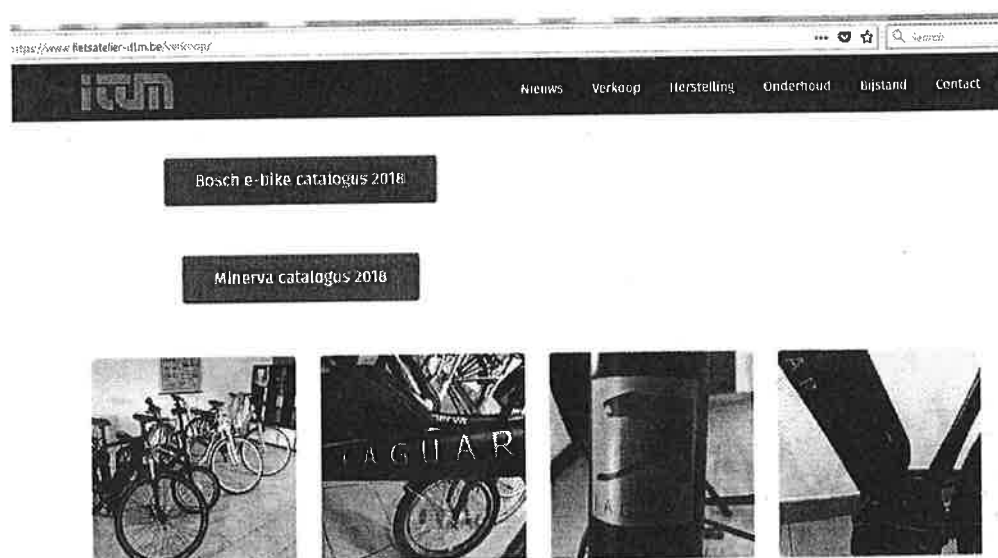 https://www.fietsatelier-dlm.be/verkoop/
Search
Nieuws Verkoop Herstelling Onderhoud Bijstand Contact
Bosch e-bike catalogus 2018
Minerva catalogus 2018
JAGUAR